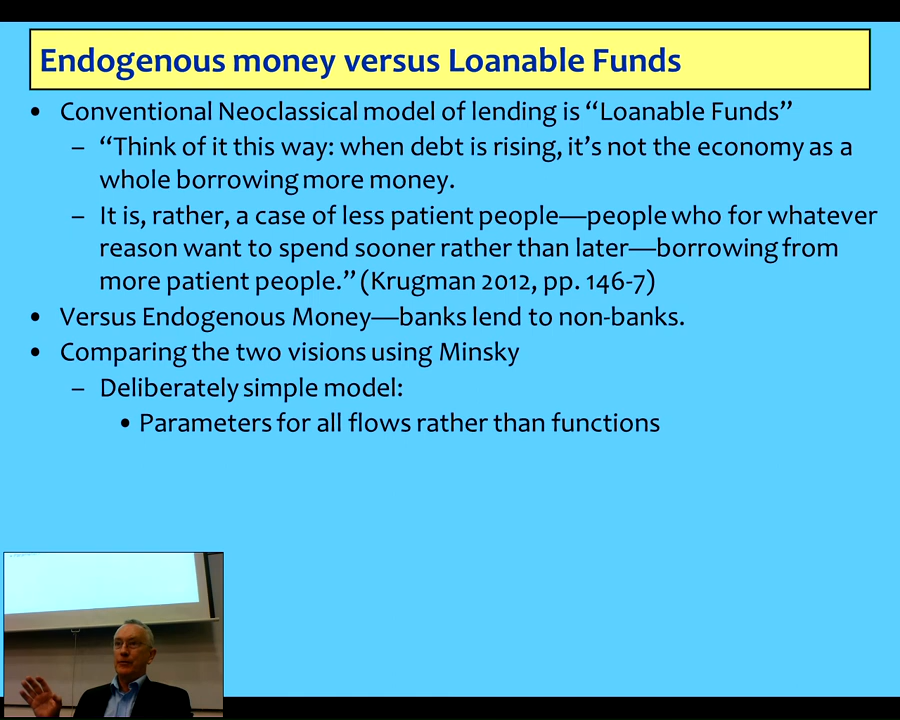 Endogenous money versus Loanable Funds
• Conventional Neoclassical model of lending is “Loanable Funds”
– “Think of it this way: when debt is rising, it’s not the economy as a
whole borrowing more money.
– It is, rather, a case of less patient people—people who for whatever
reason want to spend sooner rather than later—borrowing from
more patient people.” (Krugman 2012, pp. 146-7)
• Versus Endogenous Money—banks lend to non-banks.
• Comparing the two visions using Minsky
– Deliberately simple model:
• Parameters for all flows rather than functions